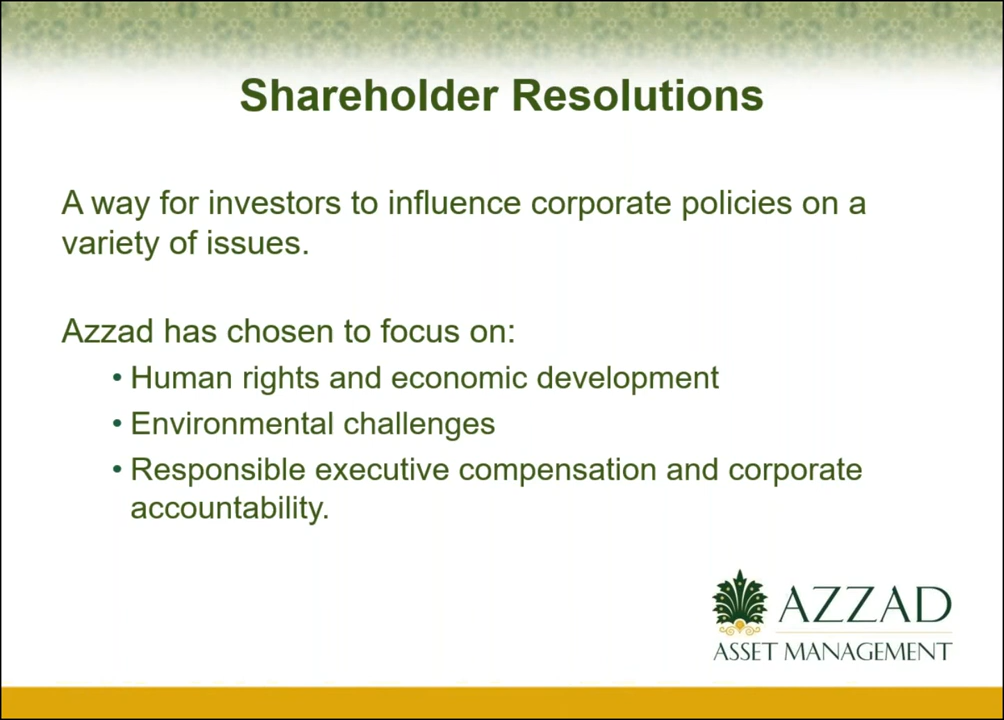 Shareholder Resolutions
A way for investors to influence corporate policies on a
variety of issues.
Azzad has chosen to focus on:
• Human rights and economic development
• Environmental challenges
• Responsible executive compensation and corporate
accountability.
AZZAD
ASSET MANAGEMENT